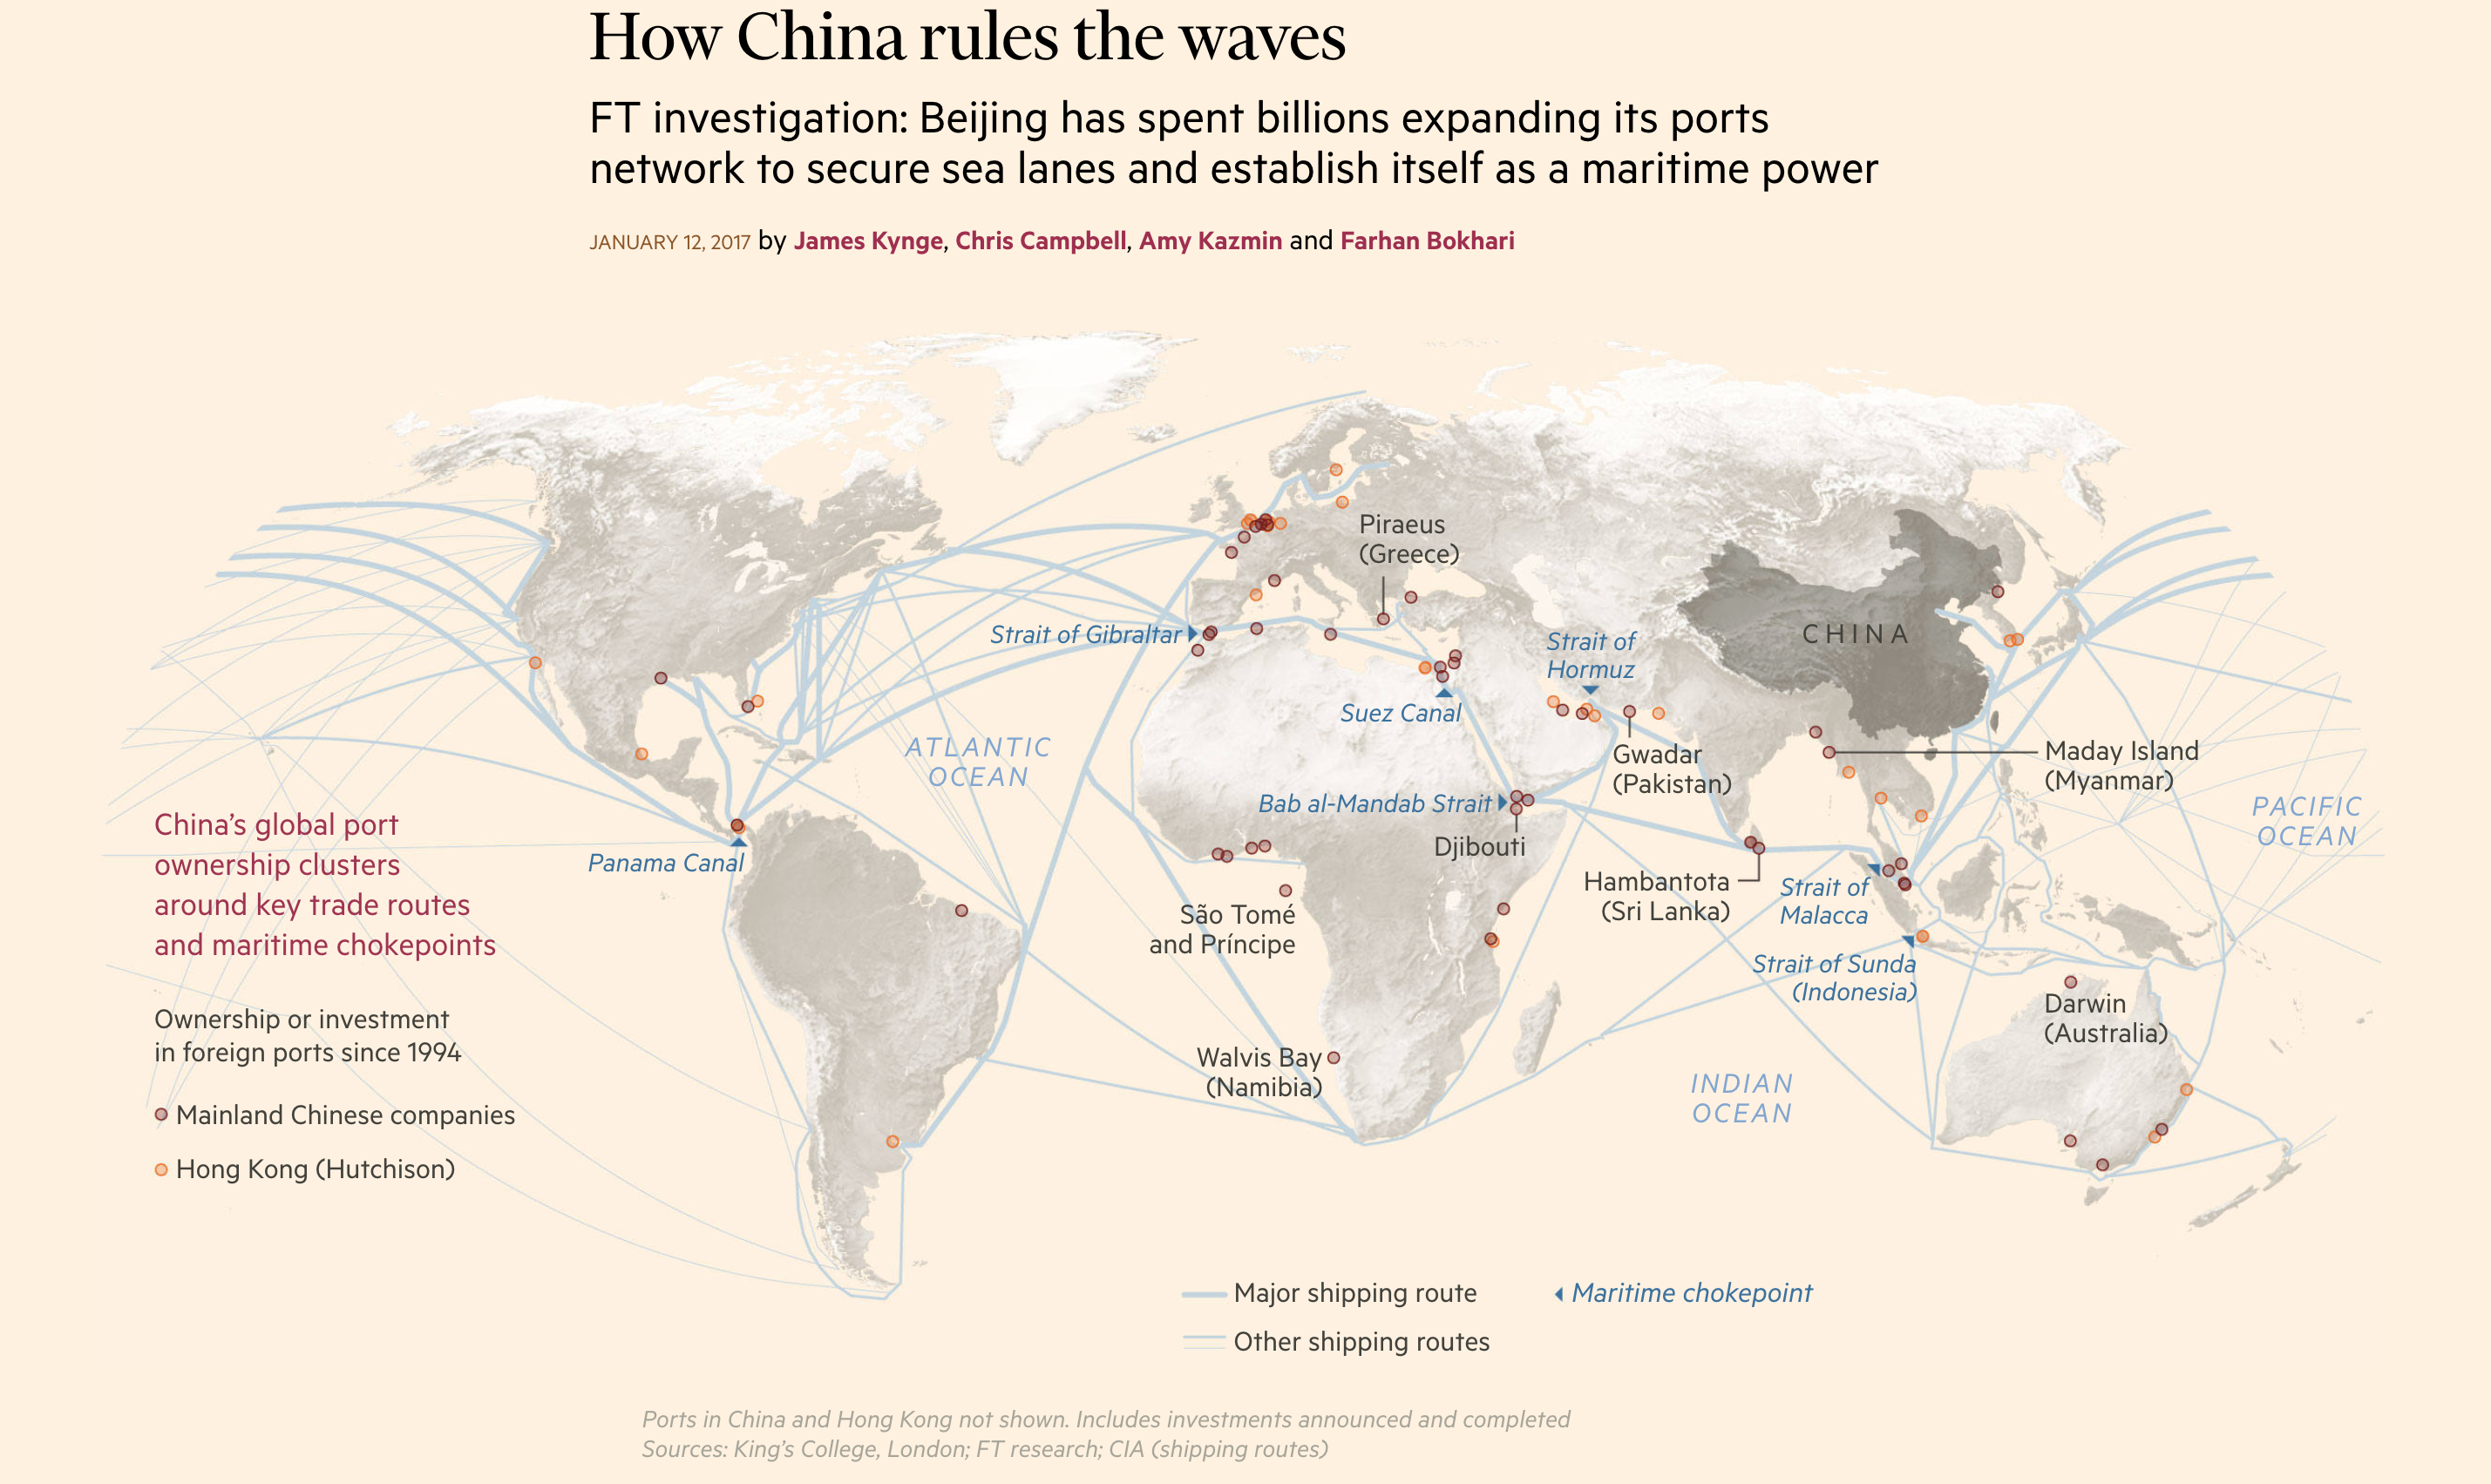 How China rules the waves
FT investigation: Beijing has spent billions expanding its ports
network to secure sea lanes and establish itself as a maritime power
JANUARY 12, 2017 by James Kynge, Chris Campbell, Amy Kazmin and Farhan Bokhari
Piraeus
(Greece)
Strait of Gibraltar
Strait of
Hormuz
CHINA
Suez Canal
ATLANTIC
OCEAN
Gwadar
(Pakistan)
Maday Island
(Myanmar)
Bab al-Mandab Strait
Djibouti
PACIFIC
OCEAN
China's global port
ownership clusters
around key trade routes
and maritime chokepoints
Panama Canal
Hambantota
(Sri Lanka)
Strait of
Malacca
São Tomé
and Príncipe
Strait of Sunda
(Indonesia)
Darwin
(Australia)
Ownership or investment
in foreign ports since 1994
Walvis Bay
(Namibia)
INDIAN
OCEAN
Mainland Chinese companies
Hong Kong (Hutchison)
Major shipping route
Maritime chokepoint
Other shipping routes
Ports in China and Hong Kong not shown. Includes investments announced and completed
Sources: King's College, London; FT research; CIA (shipping routes)